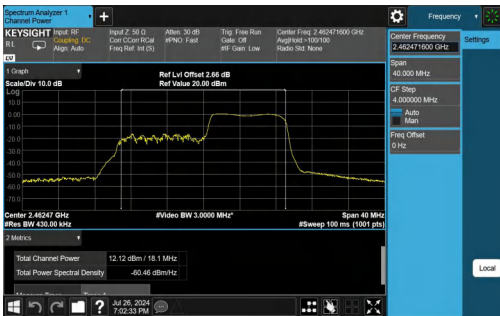 Spectrum Analyzer 1
Channel Power
+
Frequency
KEYSIGHT
RL
Input: RF
Coupling: DC
Align: Auto
Input Z: 50 Ω
Corr CCorr RCal
Freq Ref: Int (S)
Atten: 30 dB
#PNO: Fast
Trig: Free Run
Gate: Off
#IF Gain: Low
Center Freq: 2.462471600 GHz
Avg|Hold:>100/100
Radio Std: None
Center Frequency
2.462471600 GHz
Settings
Span
40.000 MHz
CF Step
4.000000 MHz
Auto
Man
Freq Offset
0 Hz
1 Graph
Scale/Div 10.0 dB
Ref Lvl Offset 2.66 dB
Ref Value 20.00 dBm
Log
10.0
0.00
-10.0
-20.0
-30.0
-40.0
-50.0
-60.0
-70.0
Center 2.46247 GHz
#Res BW 430.00 kHz
#Video BW 3.0000 MHz*
Span 40 MHz
#Sweep 100 ms (1001 pts)
2 Metrics
Total Channel Power
12.12 dBm / 18.1 MHz
Total Power Spectral Density
-60.46 dBm/Hz
Local
?
Jul 26, 2024
7:02:33 PM